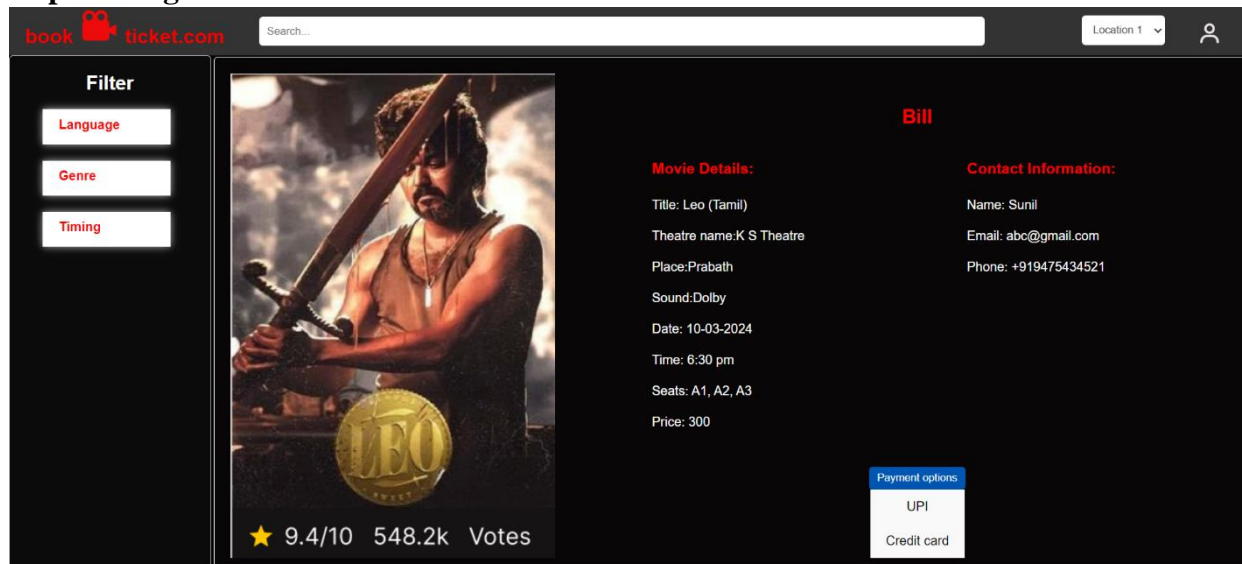 book ticket.com
Search...
Location 1
Filter
Language
Genre
Timing
LEO
SWEET
9.4/10 548.2k Votes
Bill
Movie Details:
Title: Leo (Tamil)
Theatre name:K S Theatre
Place:Prabath
Sound:Dolby
Date: 10-03-2024
Time: 6:30 pm
Seats: A1, A2, A3
Price: 300
Contact Information:
Name: Sunil
Email: abc@gmail.com
Phone: +919475434521
Payment options
UPI
Credit card